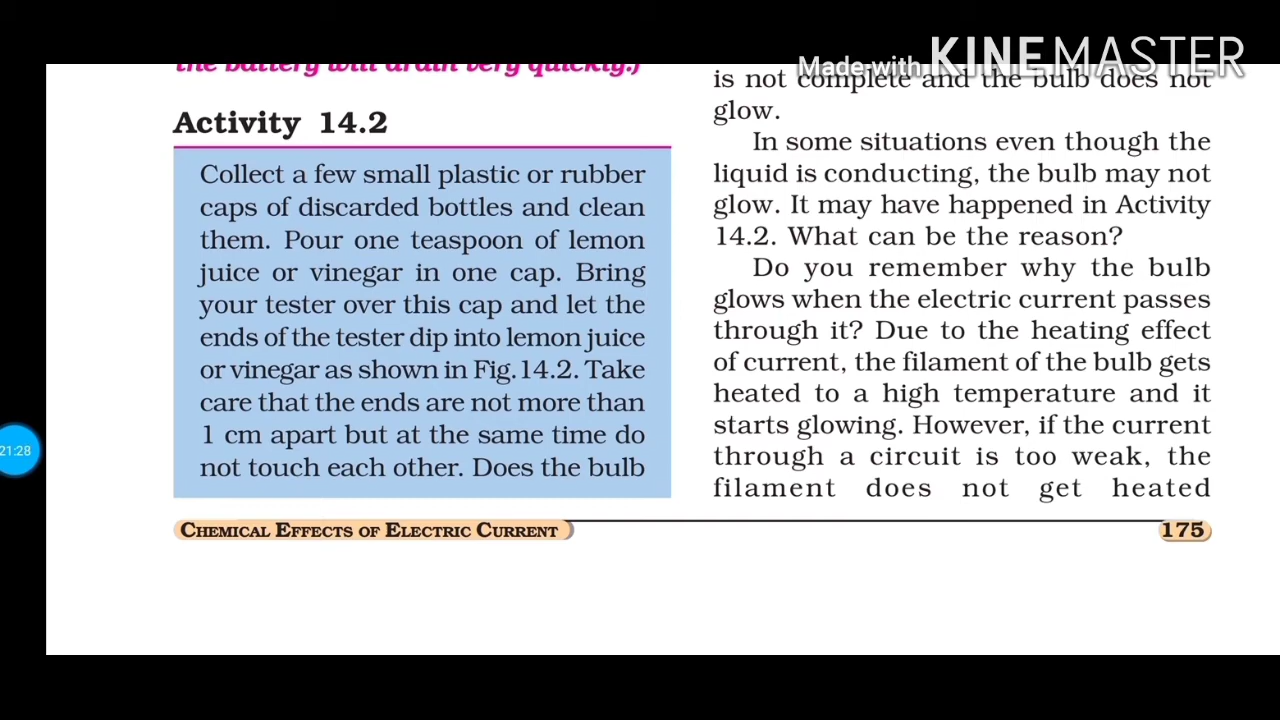 Made with KINEMASTER
the battery will drain very quickly.)
Activity 14.2
Collect a few small plastic or rubber
caps of discarded bottles and clean
them. Pour one teaspoon of lemon
juice or vinegar in one cap. Bring
your tester over this cap and let the
ends of the tester dip into lemon juice
or vinegar as shown in Fig.14.2. Take
care that the ends are not more than
1 cm apart but at the same time do
not touch each other. Does the bulb
is not complete and the bulb does not
glow.
In some situations even though the
liquid is conducting, the bulb may not
glow. It may have happened in Activity
14.2. What can be the reason?
Do you remember why the bulb
glows when the electric current passes
through it? Due to the heating effect
of current, the filament of the bulb gets
heated to a high temperature and it
starts glowing. However, if the current
through a circuit is too weak, the
filament does not get heated
21:28
CHEMICAL EFFECTS OF ELECTRIC CURRENT
175